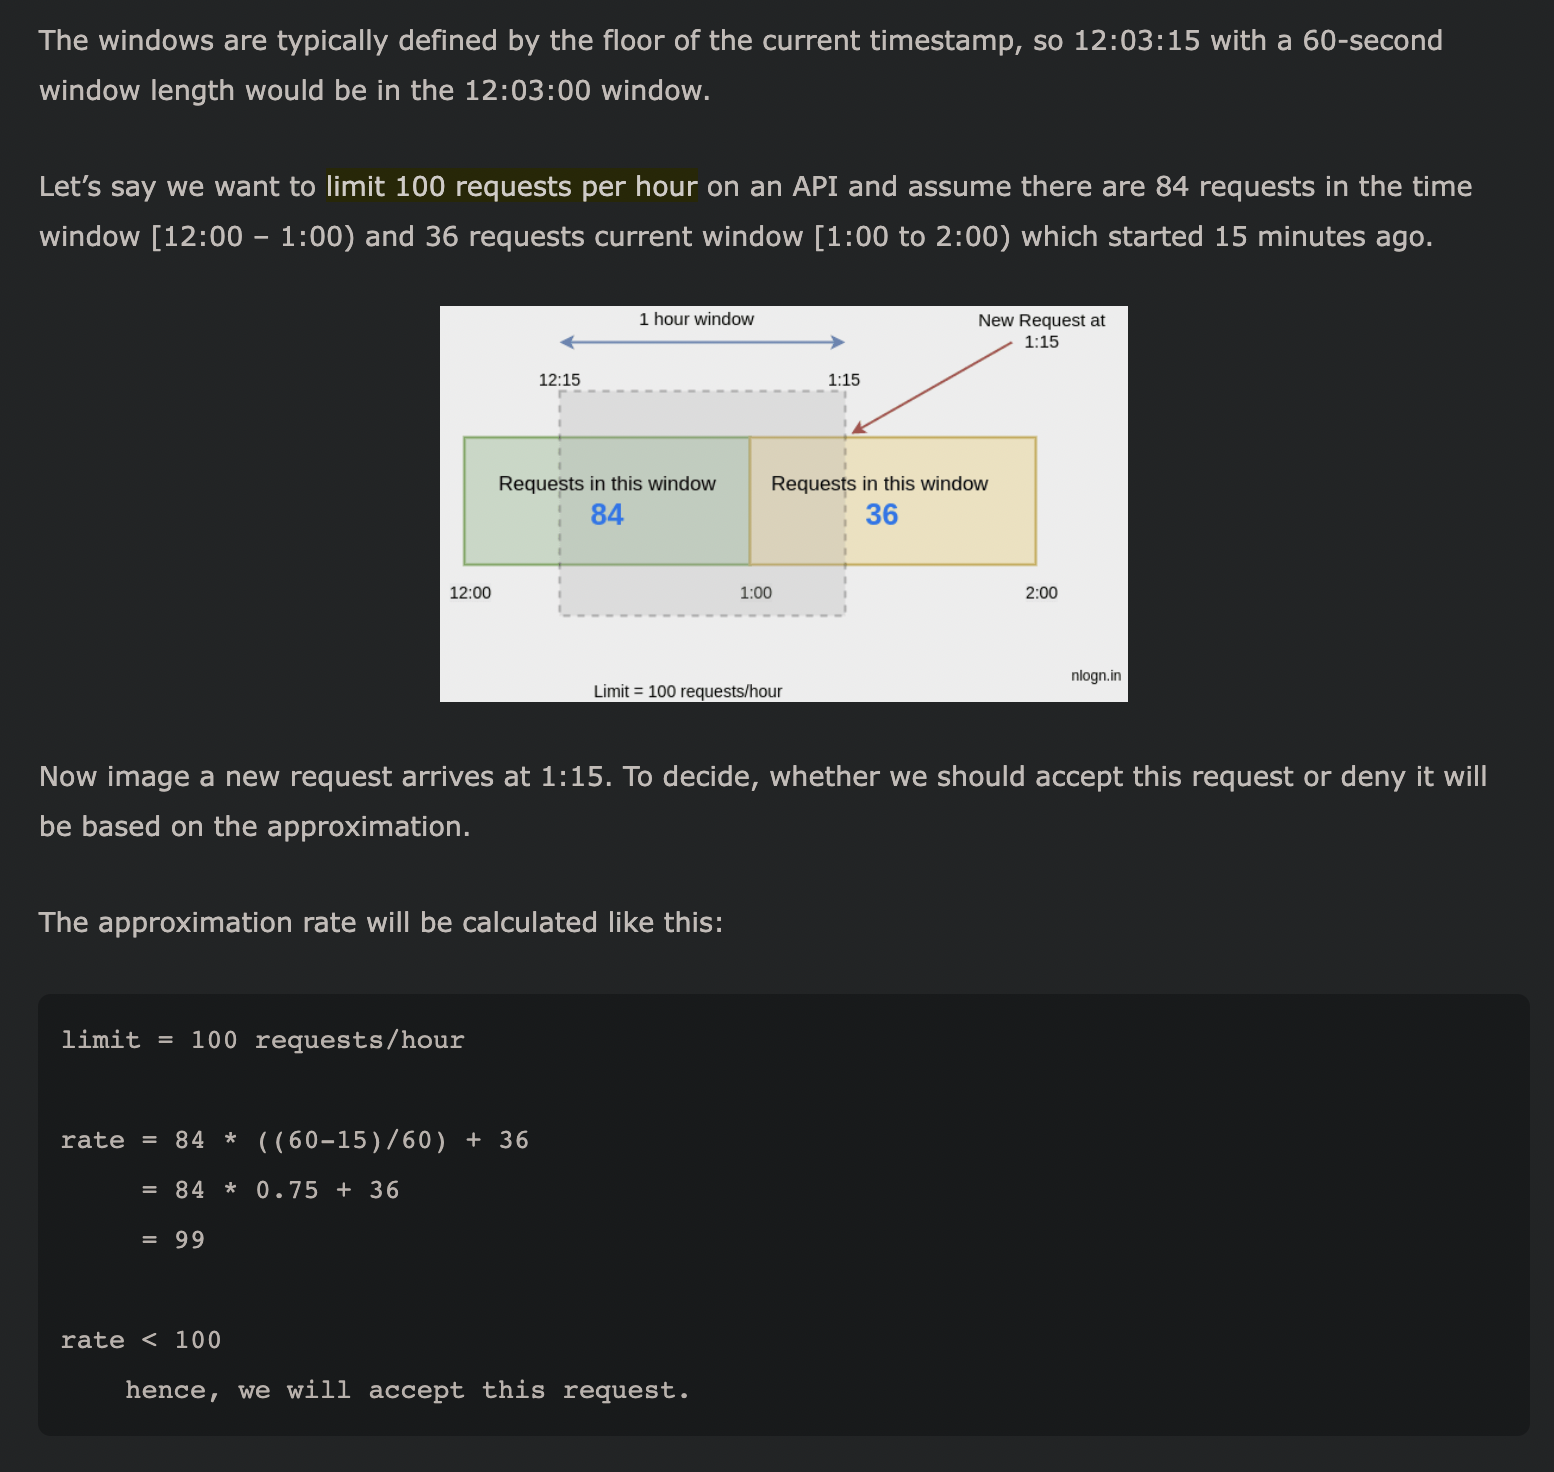 The windows are typically defined by the floor of the current timestamp, so 12:03:15 with a 60-second
window length would be in the 12:03:00 window.
Let’s say we want to limit 100 requests per hour on an API and assume there are 84 requests in the time
window [12:00 – 1:00) and 36 requests current window [1:00 to 2:00) which started 15 minutes ago.
1 hour window
New Request at
1:15
12:15
1:15
Requests in this window
84
Requests in this window
36
12:00
1:00
2:00
nlogn.in
Limit = 100 requests/hour
Now image a new request arrives at 1:15. To decide, whether we should accept this request or deny it will
be based on the approximation.
The approximation rate will be calculated like this:
limit = 100 requests/hour
rate = 84 * ((60-15)/60) + 36
= 84 * 0.75 + 36
= 99
rate < 100
hence, we will accept this request.